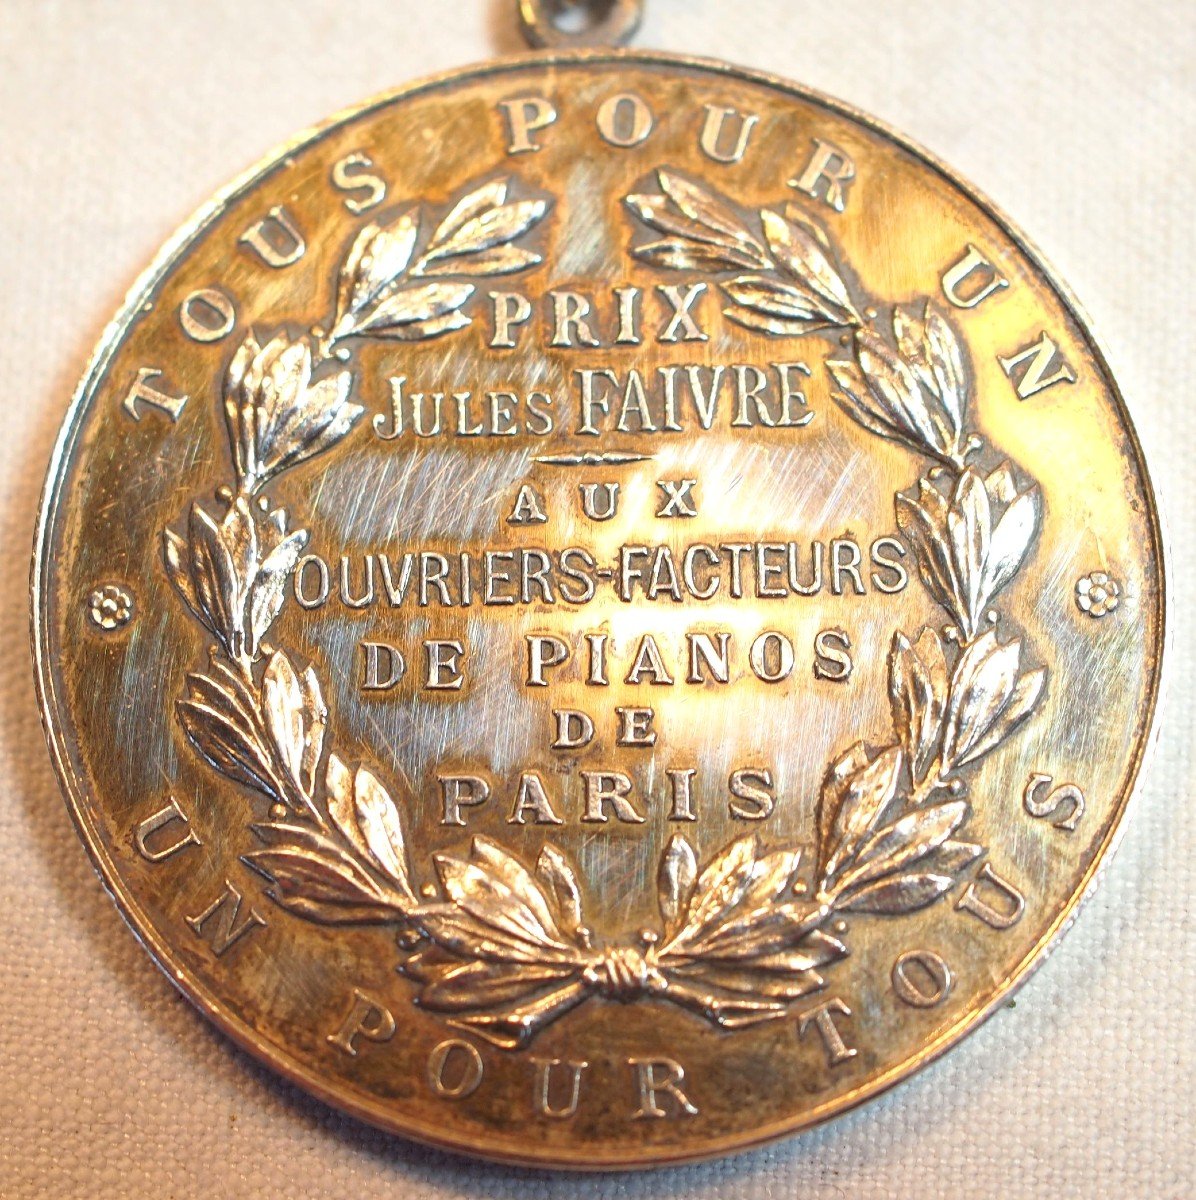 TOUS POUR UN
PRIX
JULES FAIVRE
AUX
OUVRIERS-FACTEURS
DE PIANOS
DE
PARIS
UN POUR TOUS